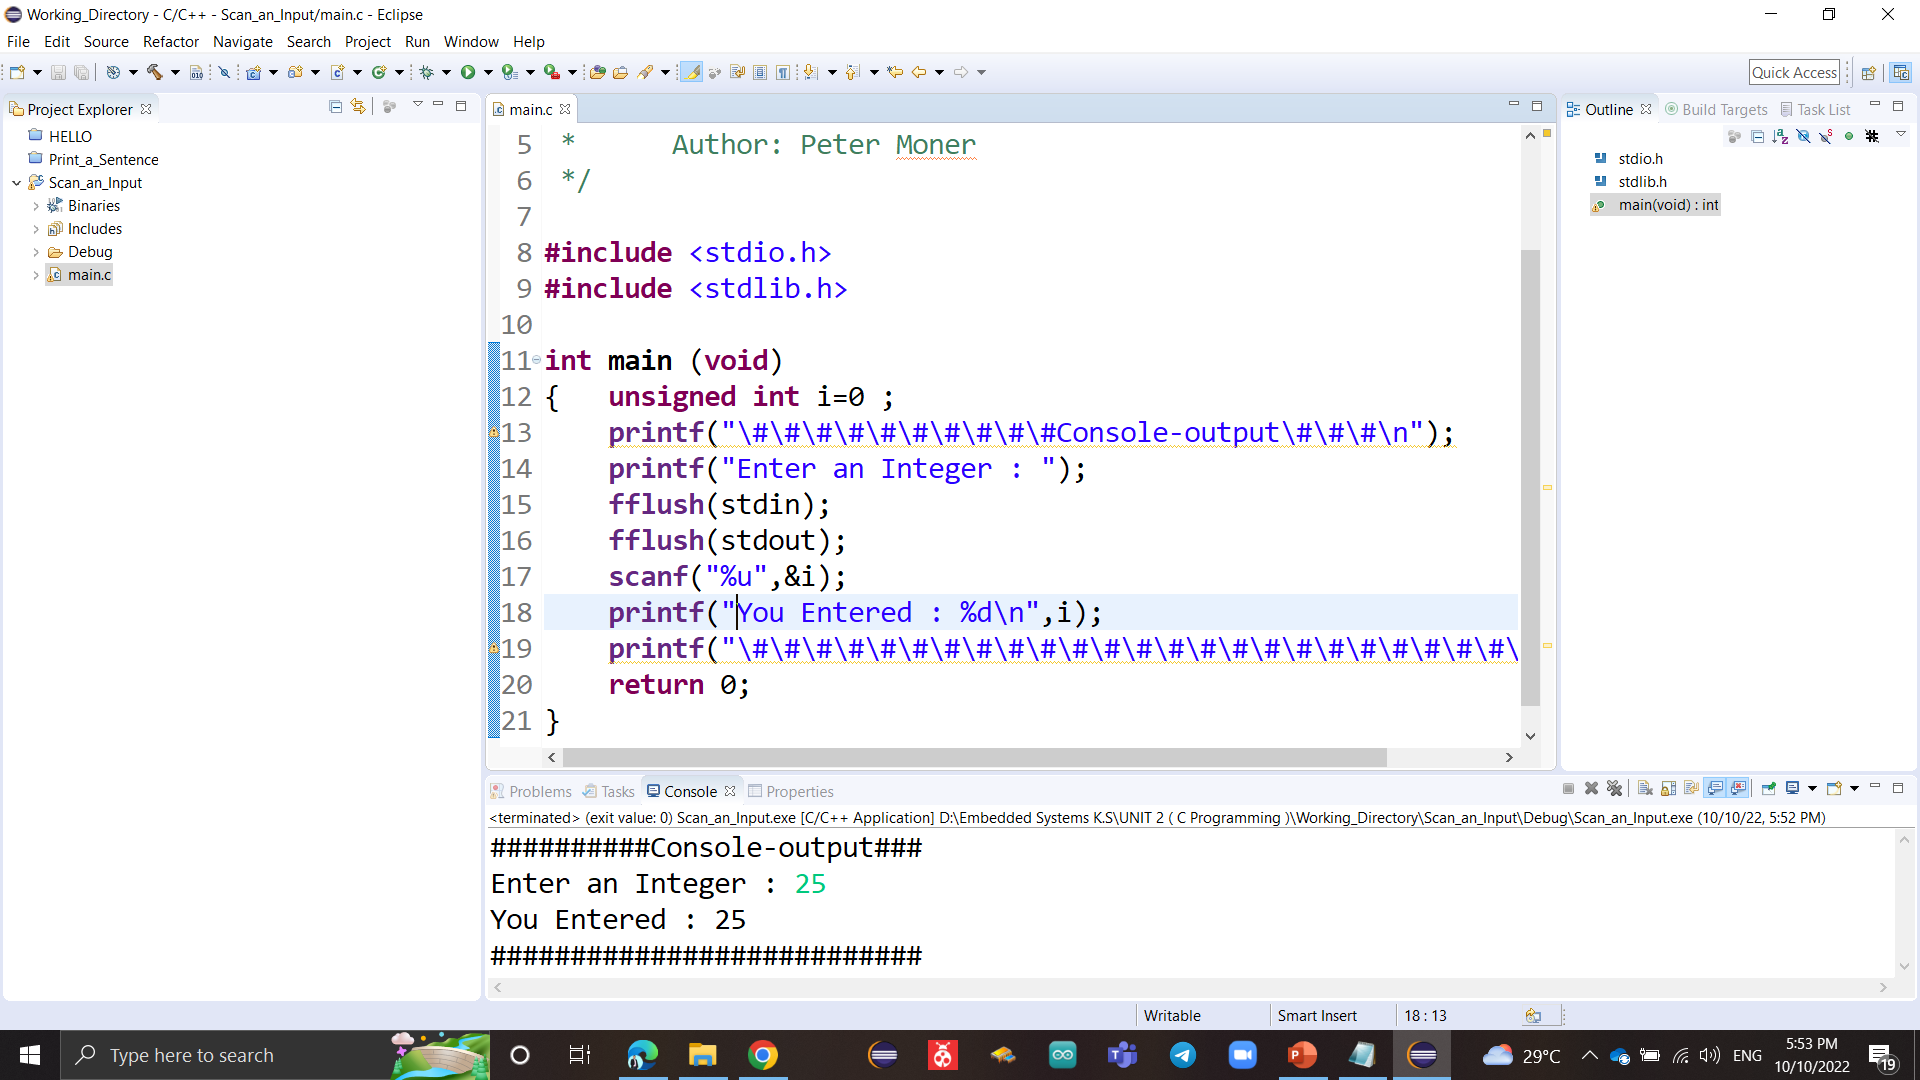 Working_Directory - C/C++ - Scan_an_Input/main.c - Eclipse
File Edit Source Refactor Navigate Search Project Run Window Help
Quick Access
Project Explorer
HELLO
Print_a_Sentence
Scan_an_Input
Binaries
Includes
Debug
main.c
main.c
5 * Author: Peter Moner
6 */
7
8 #include <stdio.h>
9 #include <stdlib.h>
10
11 int main (void)
12 { unsigned int i=0 ;
13 printf("\#\#\#\#\#\#\#\#\#\#Console-output\#\#\#\n");
14 printf("Enter an Integer : ");
15 fflush(stdin);
16 fflush(stdout);
17 scanf("%u",&i);
18 printf("You Entered : %d\n",i);
19 printf("\#\#\#\#\#\#\#\#\#\#\#\#\#\#\#\#\#\#\#\#\#\#\#\#\
20 return 0;
21 }
Outline Build Targets Task List
stdio.h
stdlib.h
main(void) : int
Problems Tasks Console Properties
<terminated> (exit value: 0) Scan_an_Input.exe [C/C++ Application] D:\Embedded Systems K.S\UNIT 2 ( C Programming )\Working_Directory\Scan_an_Input\Debug\Scan_an_Input.exe (10/10/22, 5:52 PM)
##########Console-output###
Enter an Integer : 25
You Entered : 25
###########################
Writable Smart Insert 18 : 13
Type here to search
29°C ENG
5:53 PM
10/10/2022
19